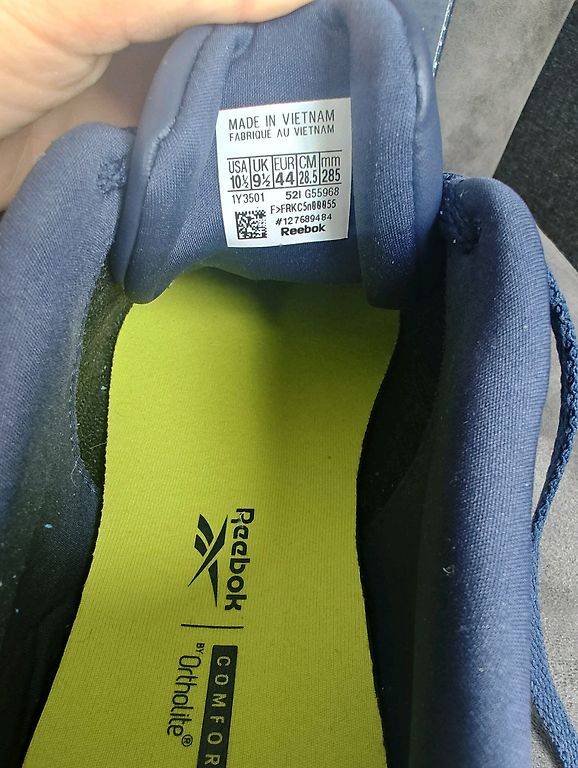 MADE IN VIETNAM
FABRIQUÉ AU VIETNAM
USA UK EUR CM mm
10½ 9½ 44 28.5 285
1Y3501 52I G55968
F>FRKC5n00055
#127689484
Reebok
Reebok
COMFOR
BY Ortholite®